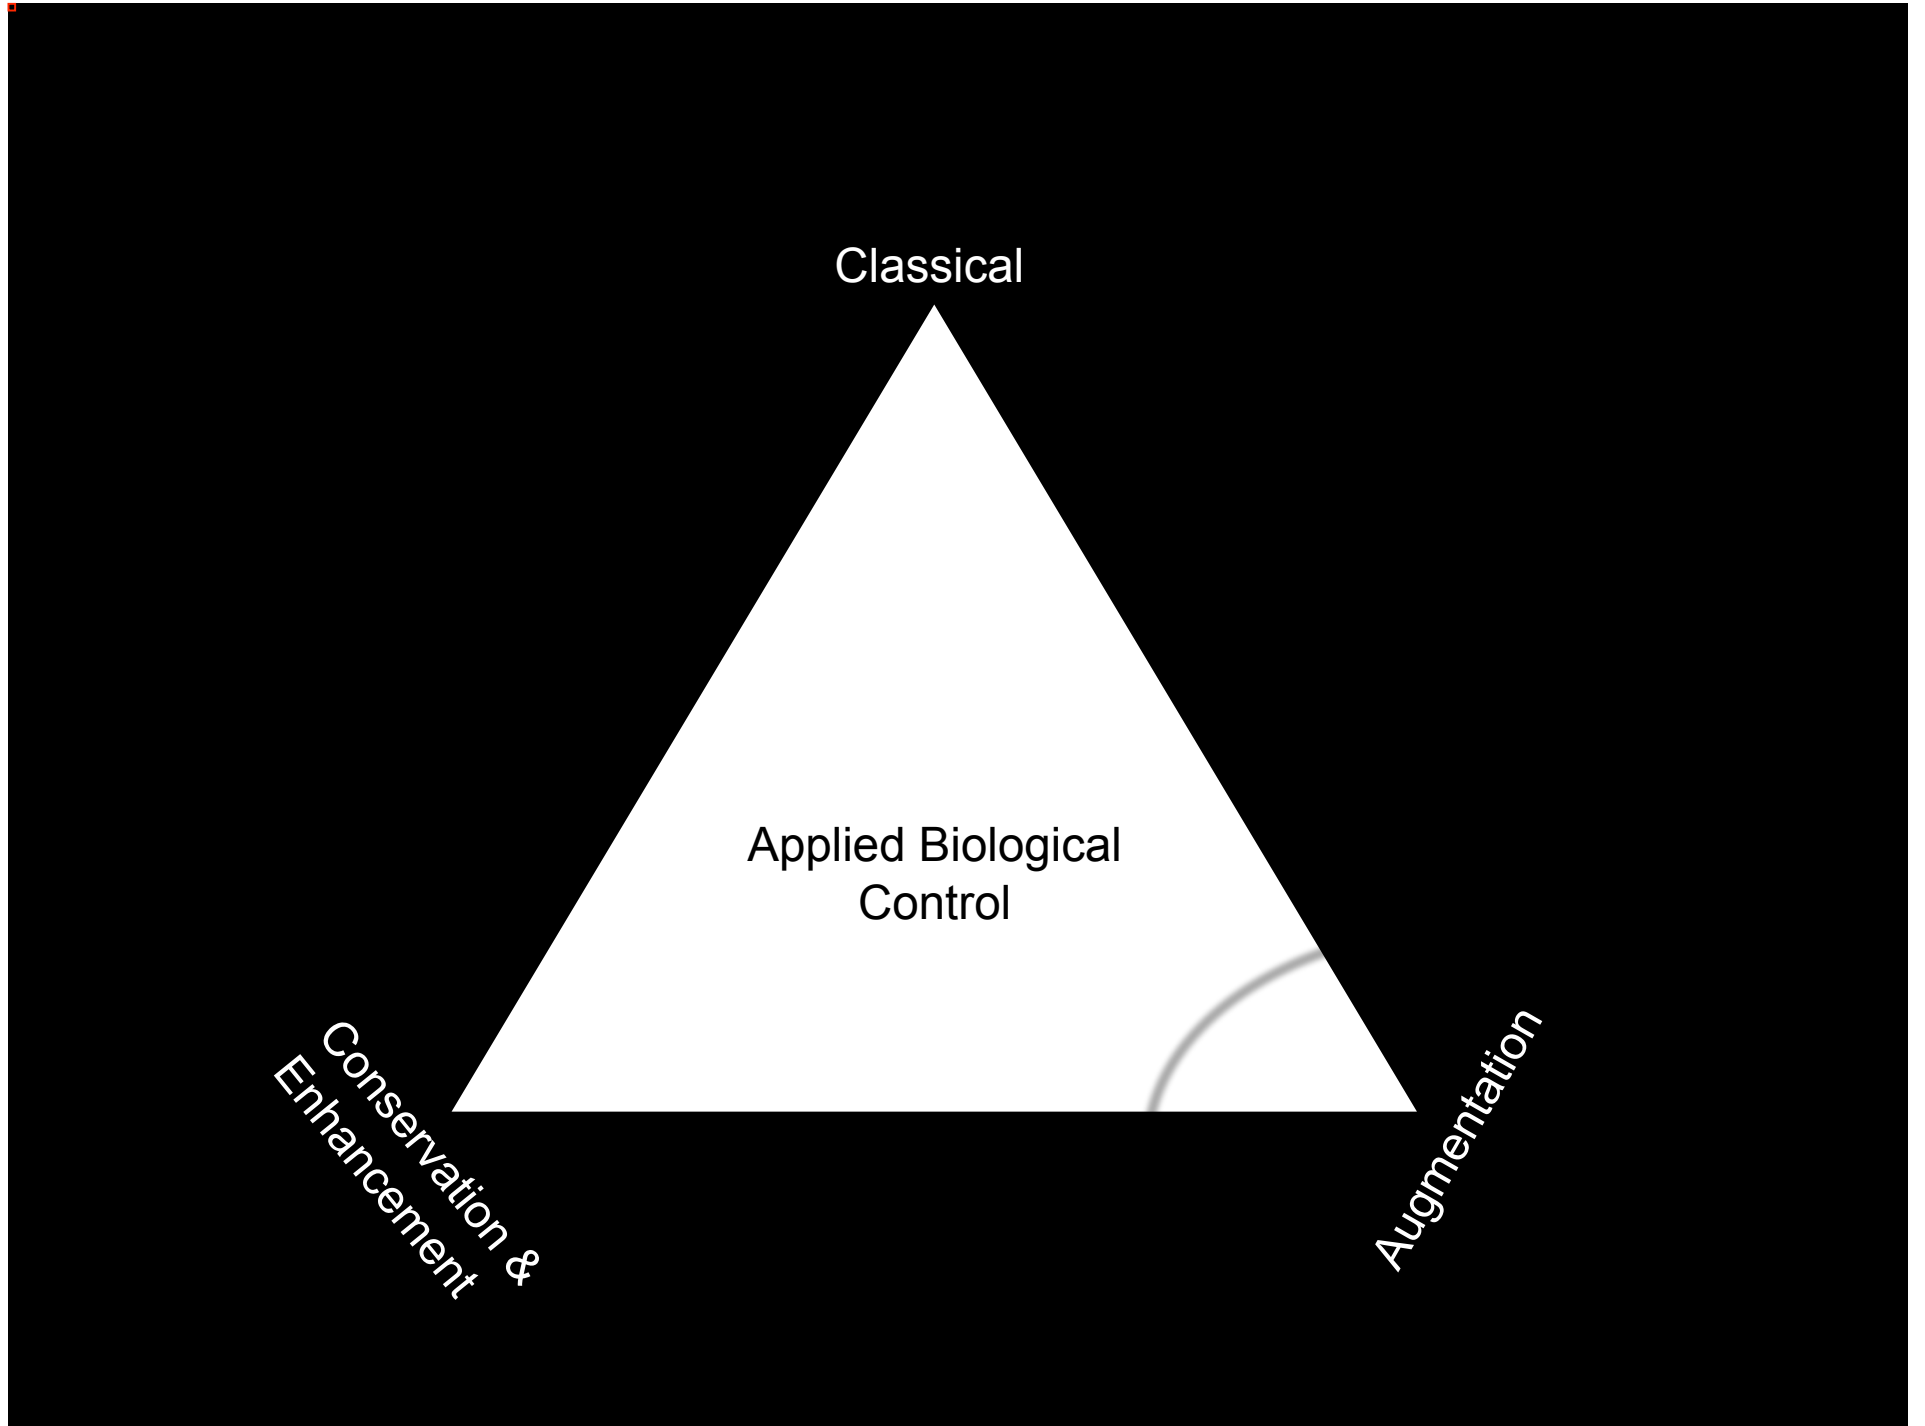 Classical
Applied Biological
Control
Conservation &
Enhancement
Augmentation